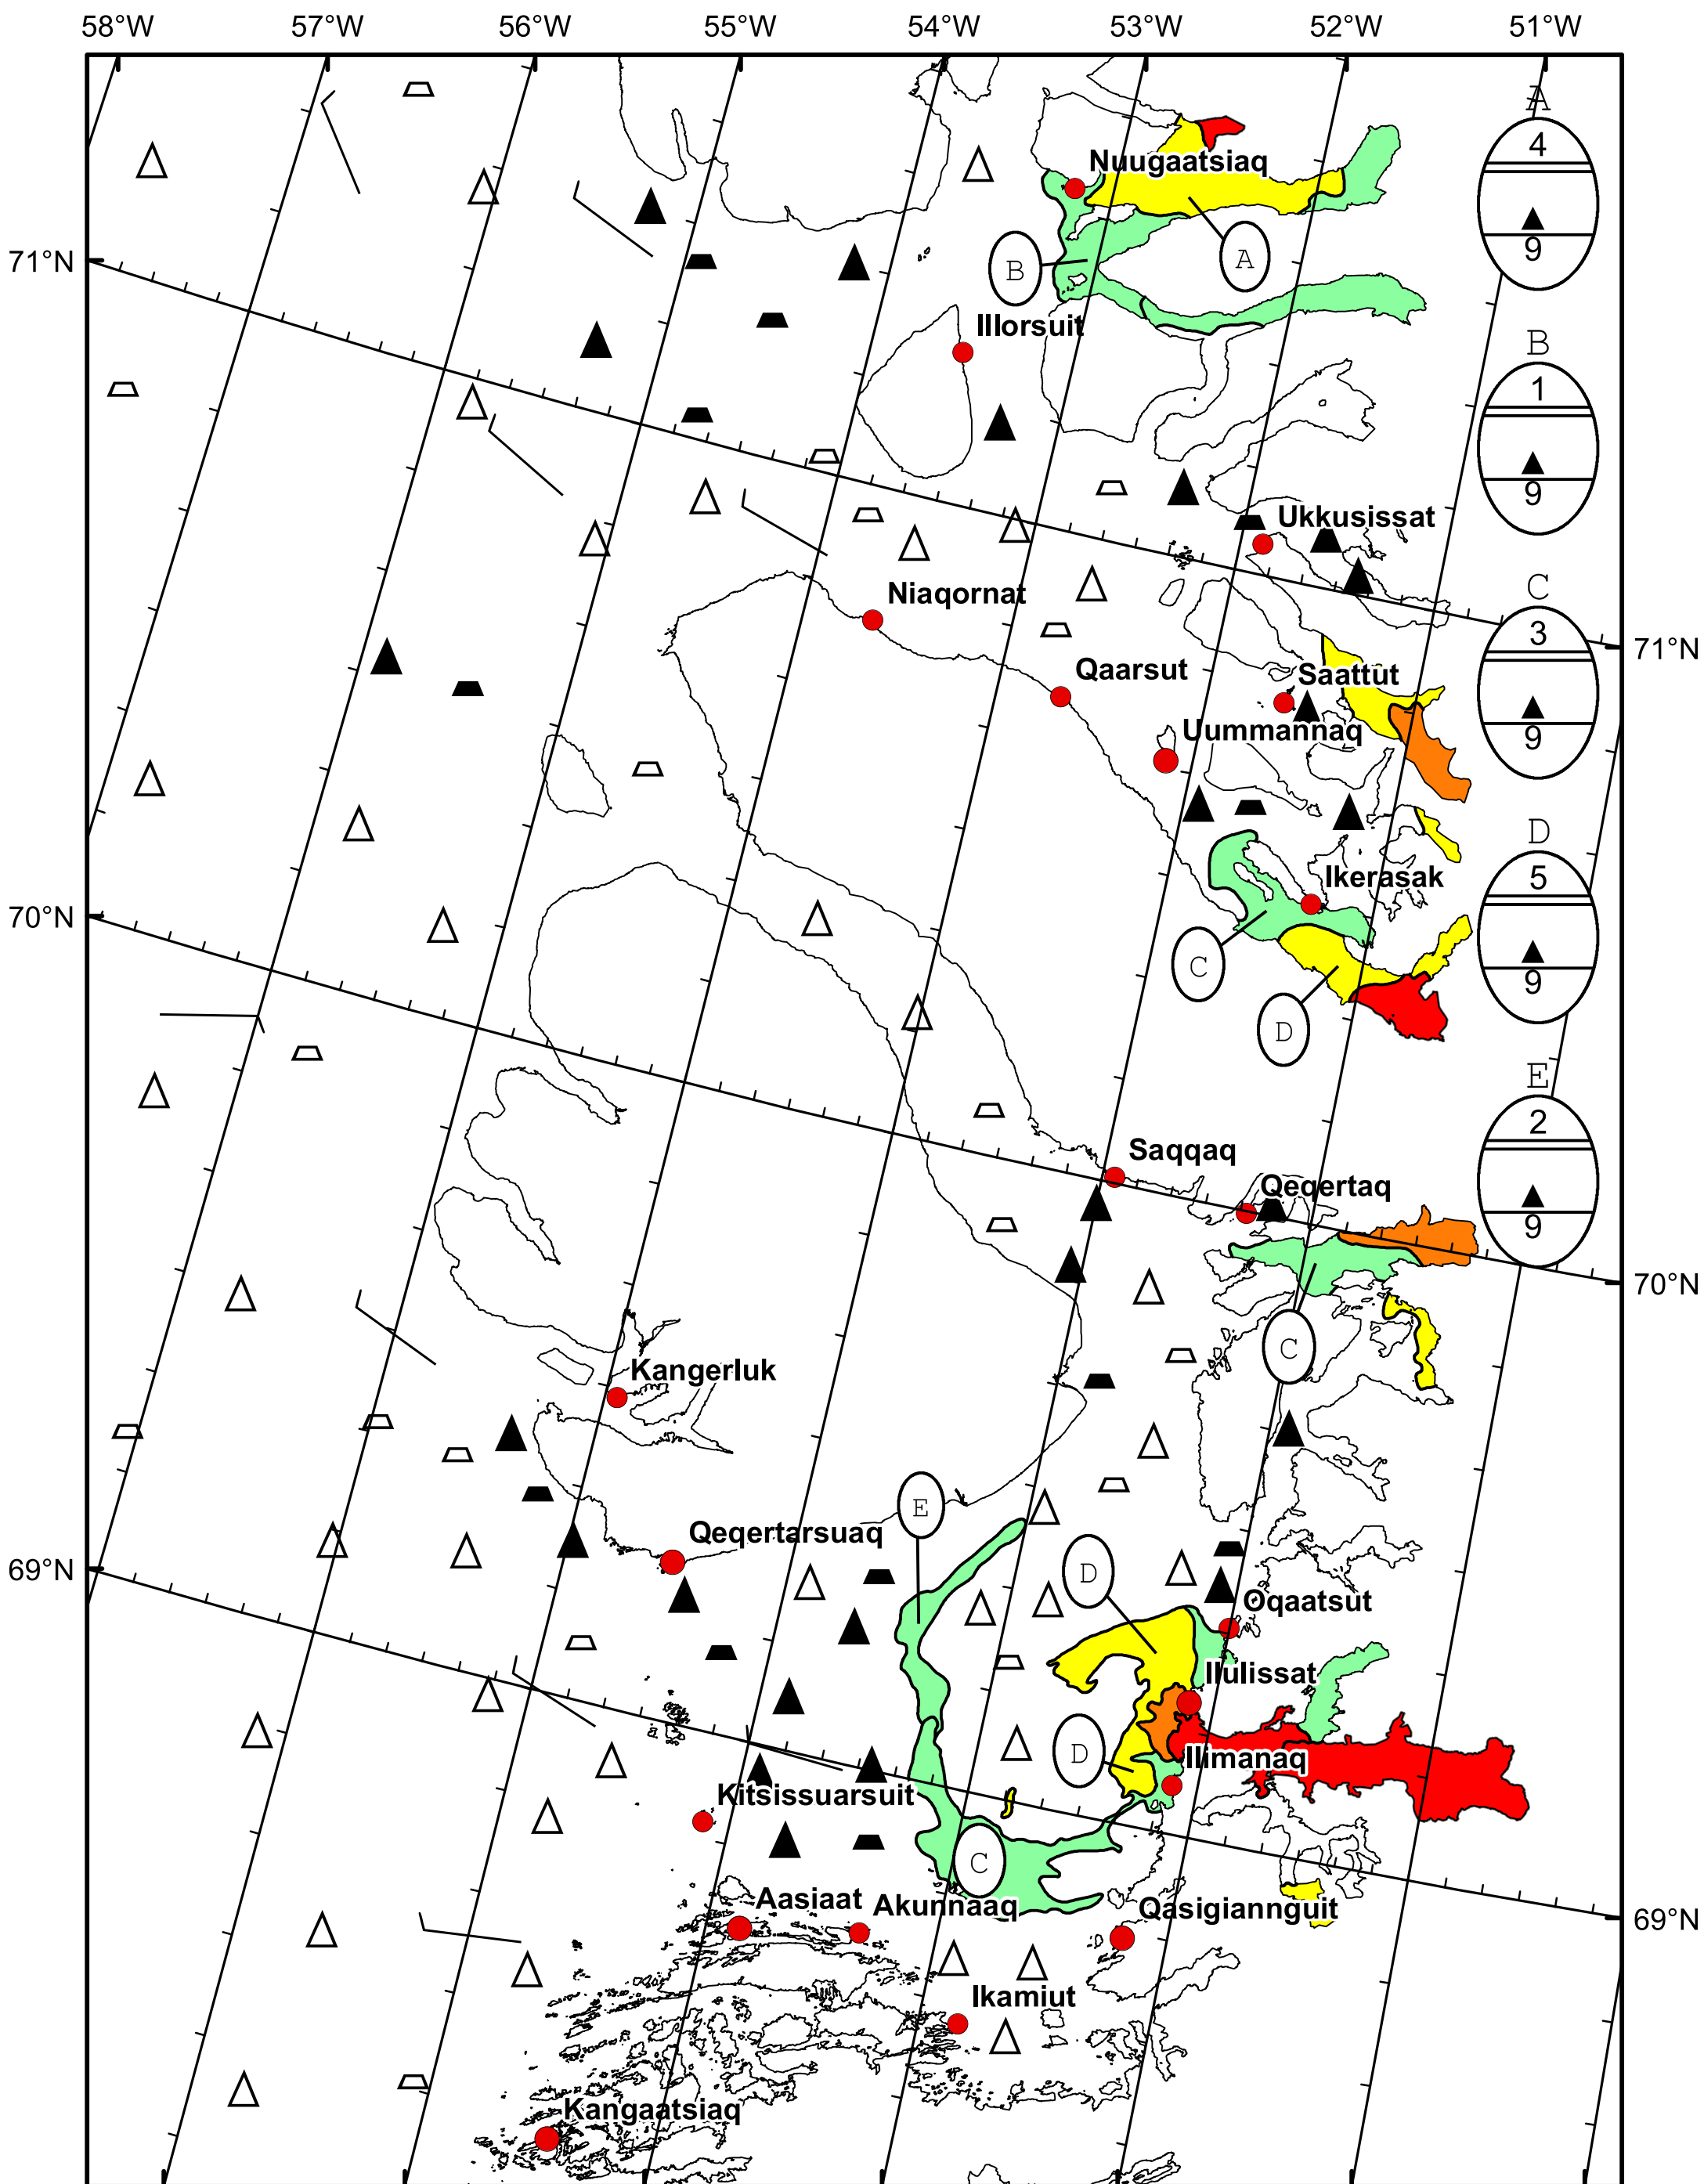 58°W 57°W 56°W 55°W 54°W 53°W 52°W 51°W
A
4
9
Nuugaatsiaq
A
B
71°N
Illorsuit
B
1
9
Ukkusissat
Niaqornat
C
3
9
71°N
Qaarsut
Saattut
Uummannaq
D
5
9
Ikerasak
70°N
C
D
E
2
9
Saqqaq
Qeqertaq
70°N
C
Kangerluk
E
Qeqertarsuaq
69°N
D
Oqaatsut
Ilulissat
D
Ilimanaq
Kitsissuarsuit
C
Aasiaat
Akunnaaq
Qasigiannguit
69°N
Ikamiut
Kangaatsiaq